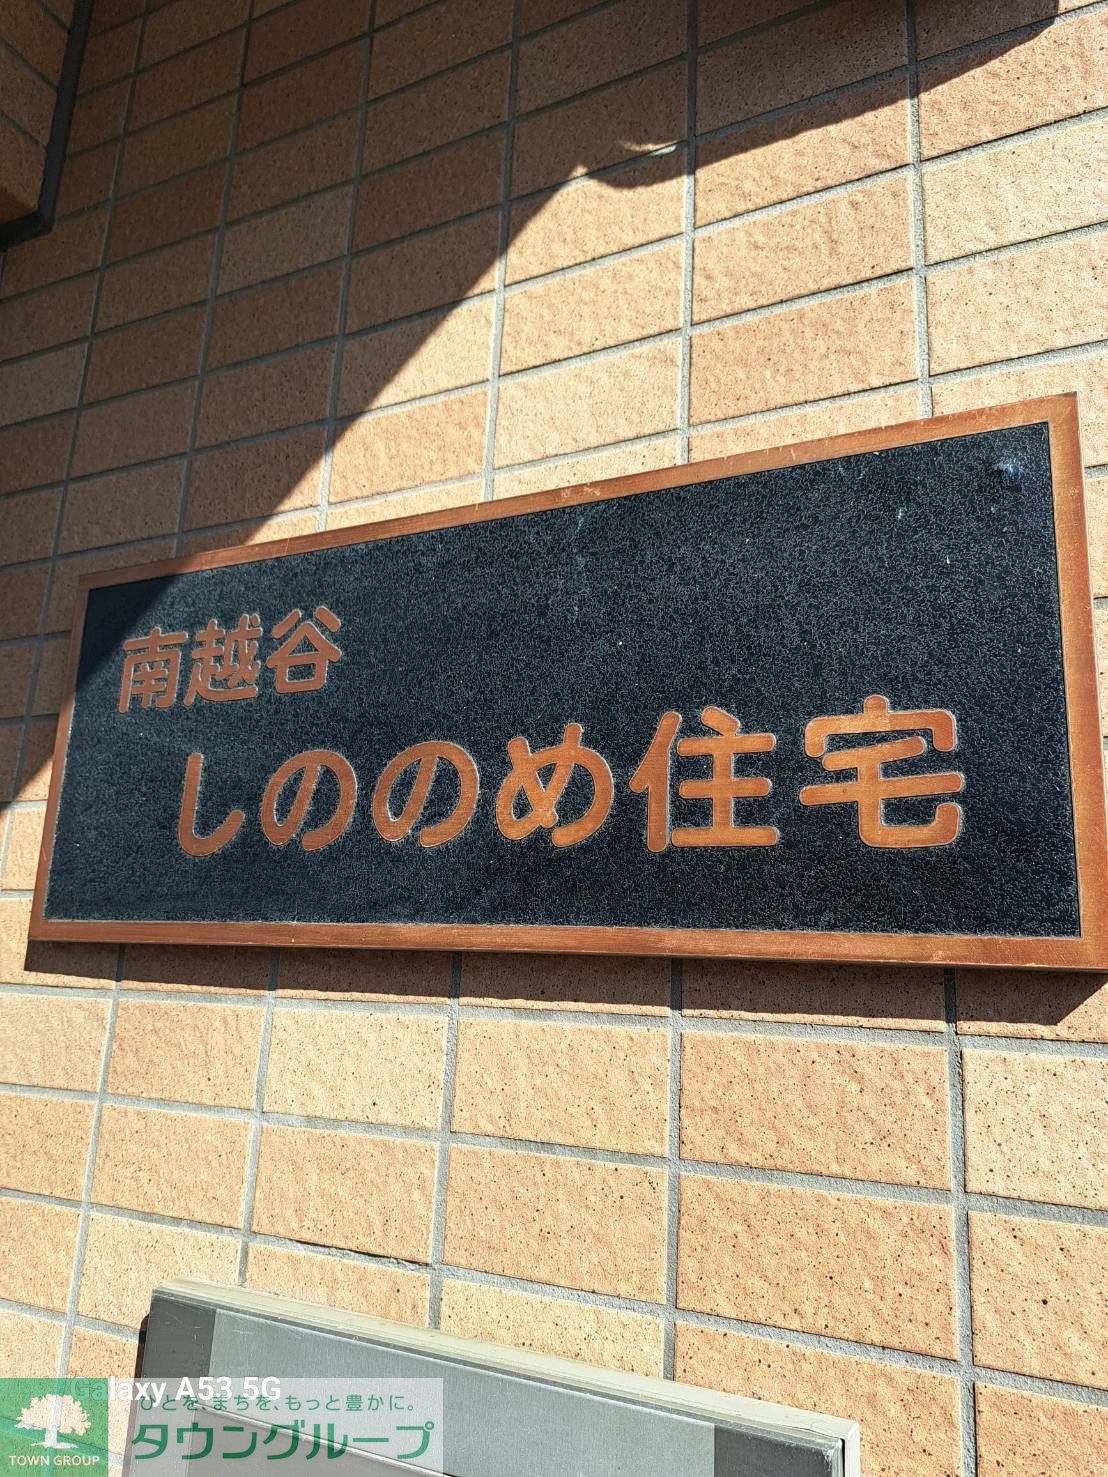 南越谷
しののめ住宅
Galaxy A53 5G
ひとを、まちを、もっと豊かに。
タウングループ
TOWN GROUP